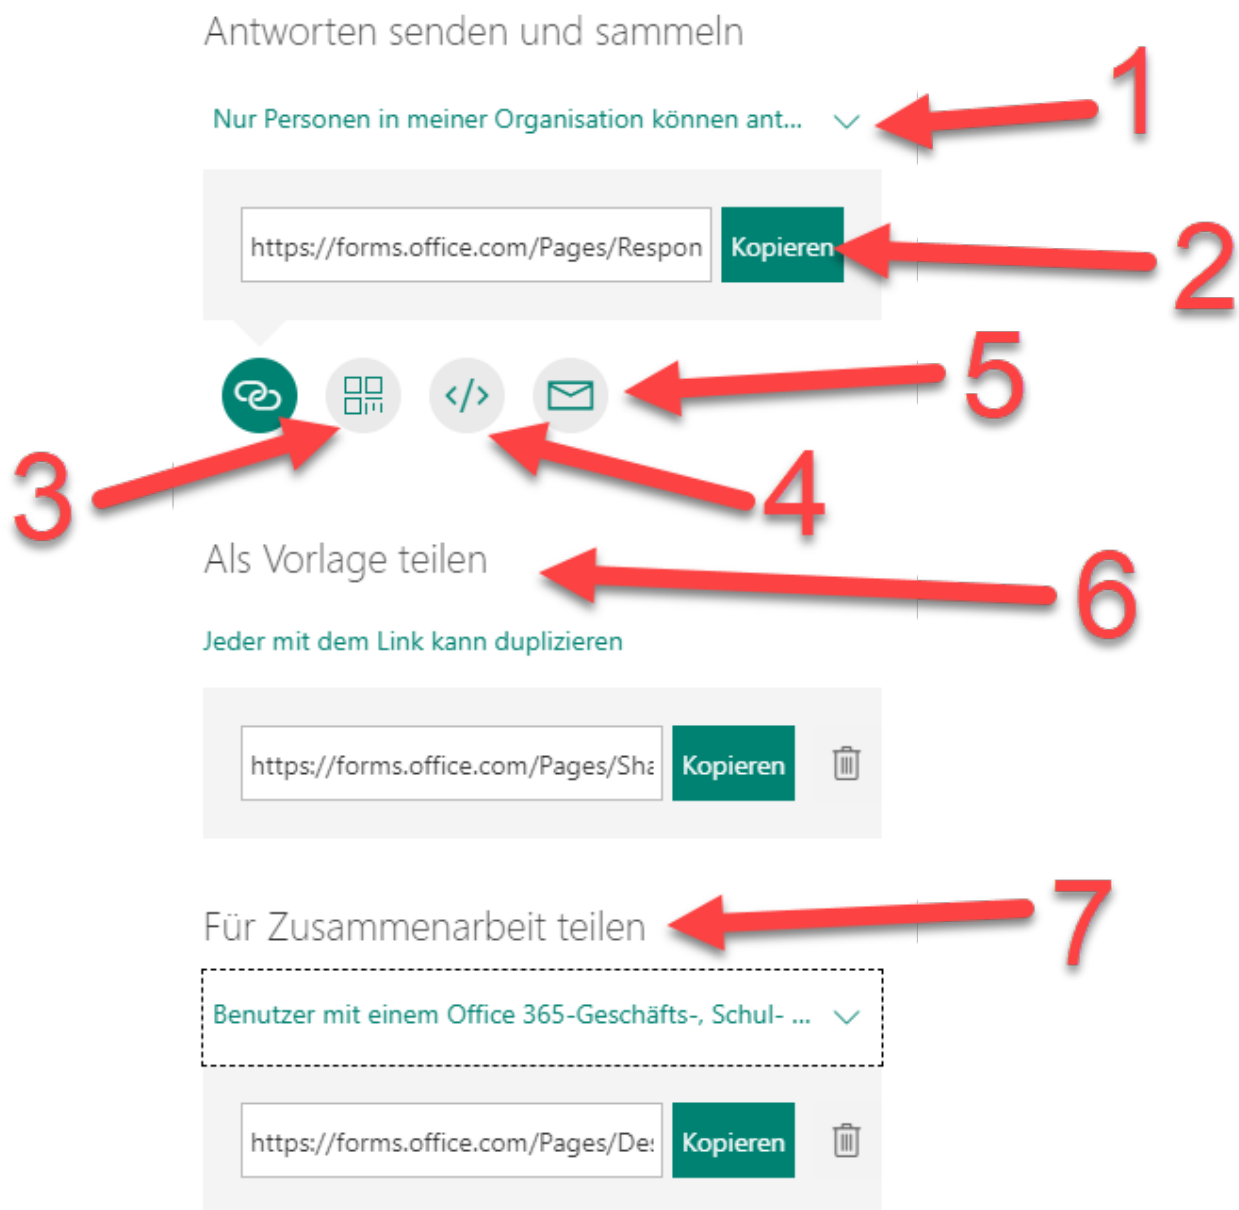 Antworten senden und sammeln
1
Nur Personen in meiner Organisation können ant...
https://forms.office.com/Pages/Respon
Kopieren
2
5
</>
3
4
Als Vorlage teilen
6
Jeder mit dem Link kann duplizieren
https://forms.office.com/Pages/Sha
Kopieren
Für Zusammenarbeit teilen
7
Benutzer mit einem Office 365-Geschäfts-, Schul- ...
https://forms.office.com/Pages/Des
Kopieren